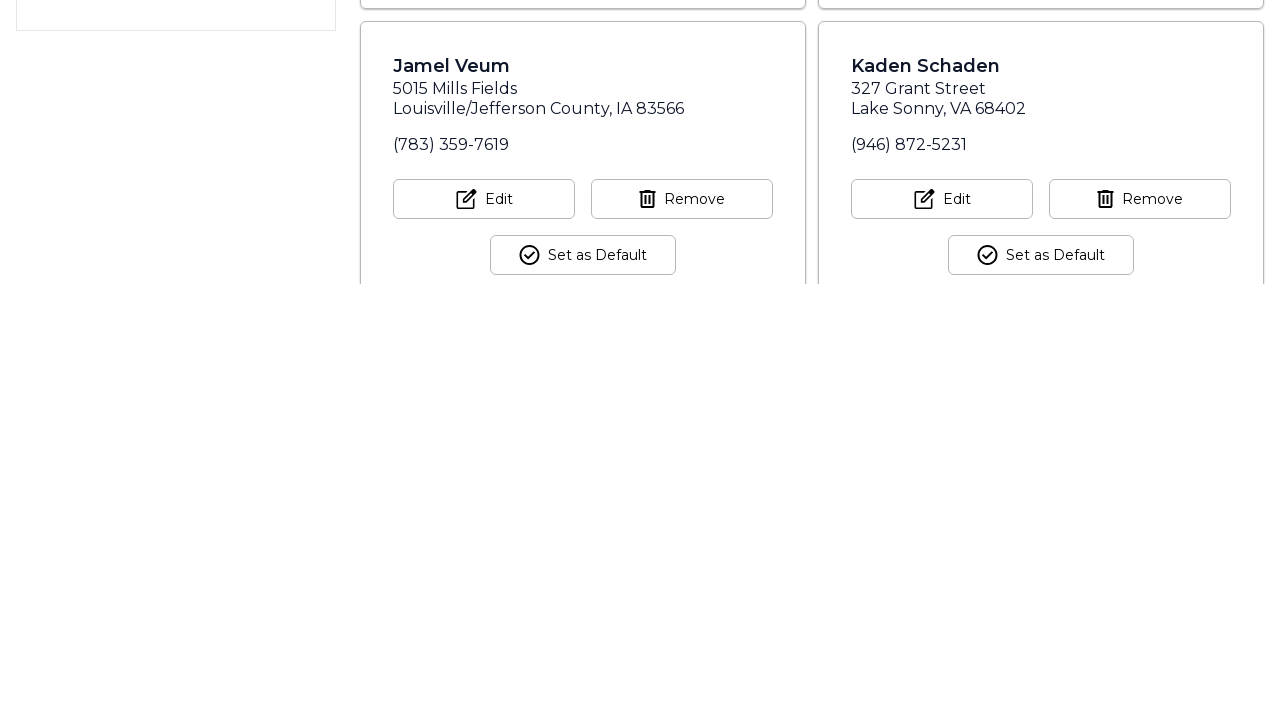 Jamel Veum
5015 Mills Fields
Louisville/Jefferson County, IA 83566
(783) 359-7619
Edit
Remove
Set as Default
Kaden Schaden
327 Grant Street
Lake Sonny, VA 68402
(946) 872-5231
Edit
Remove
Set as Default